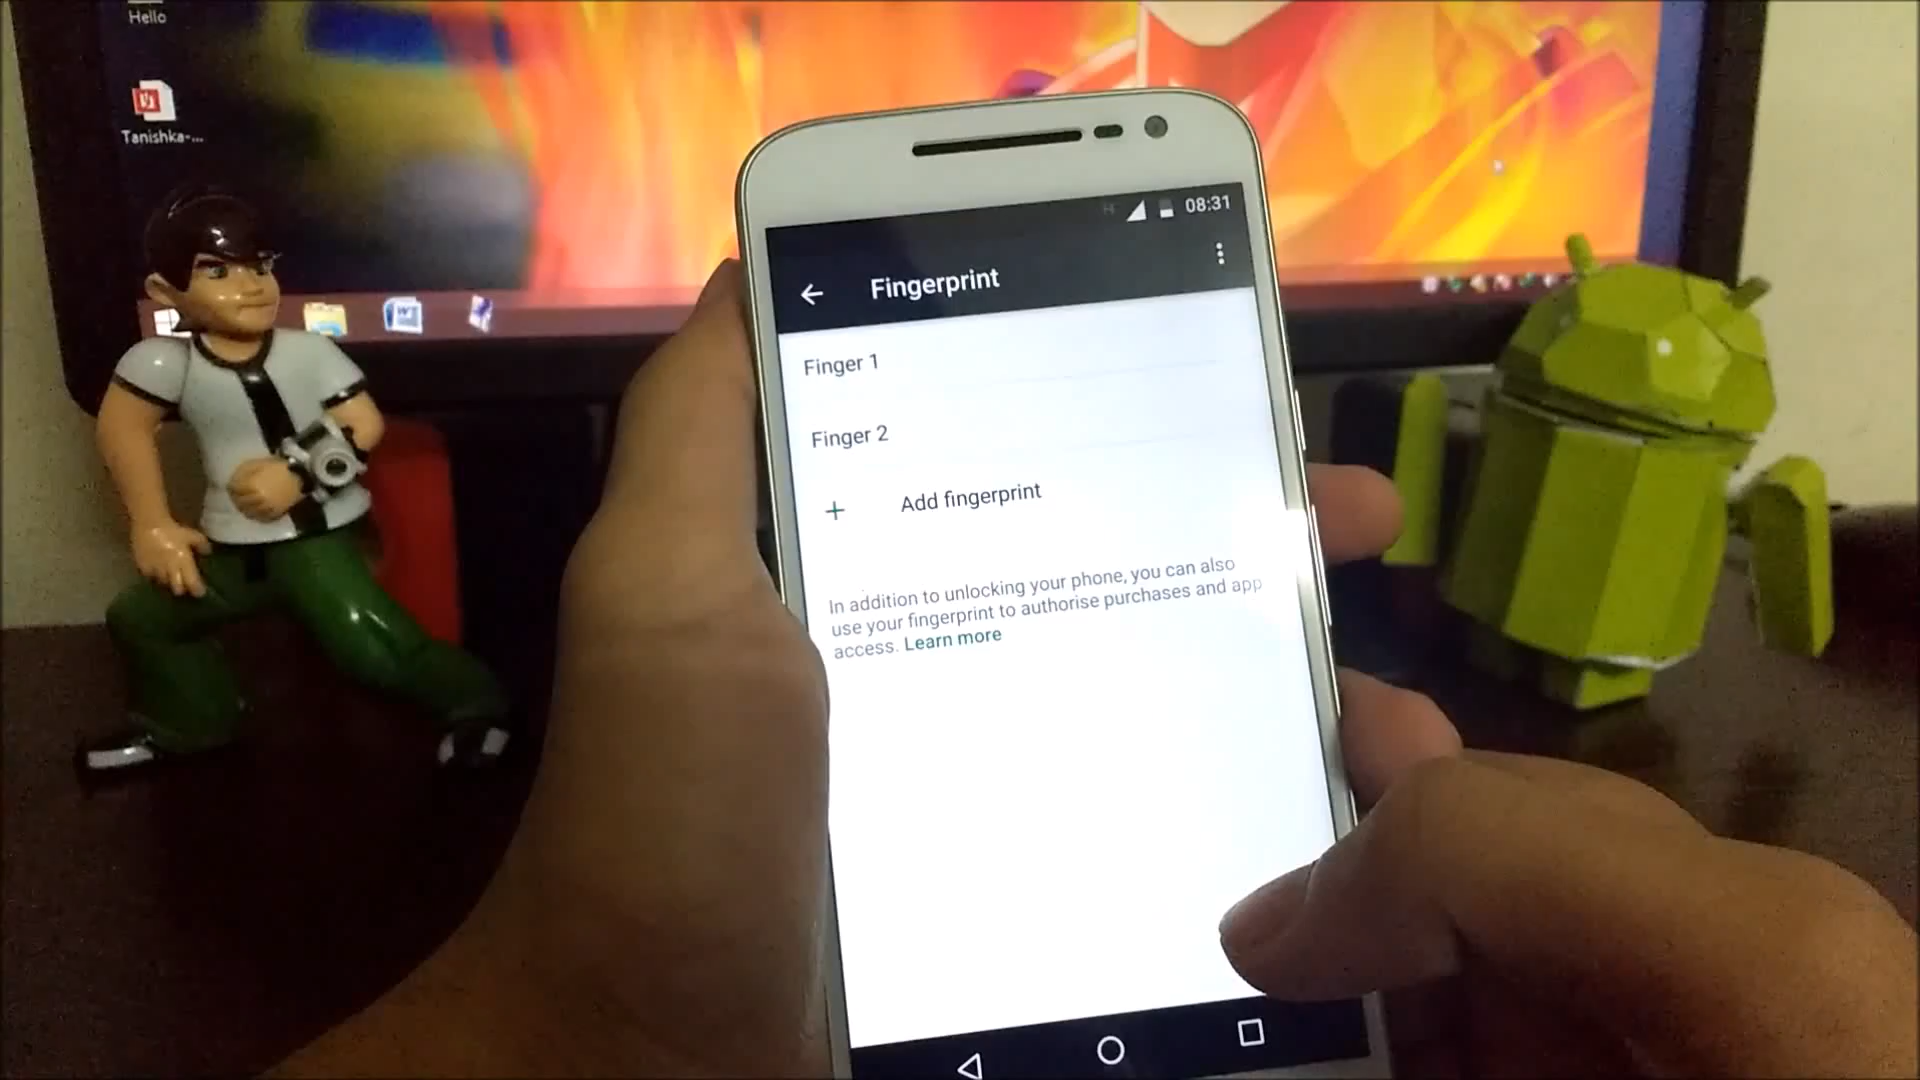 Hello
Tanishka-...
H 08:31
Fingerprint
Finger 1
Finger 2
+ Add fingerprint
In addition to unlocking your phone, you can also
use your fingerprint to authorise purchases and app
access. Learn more